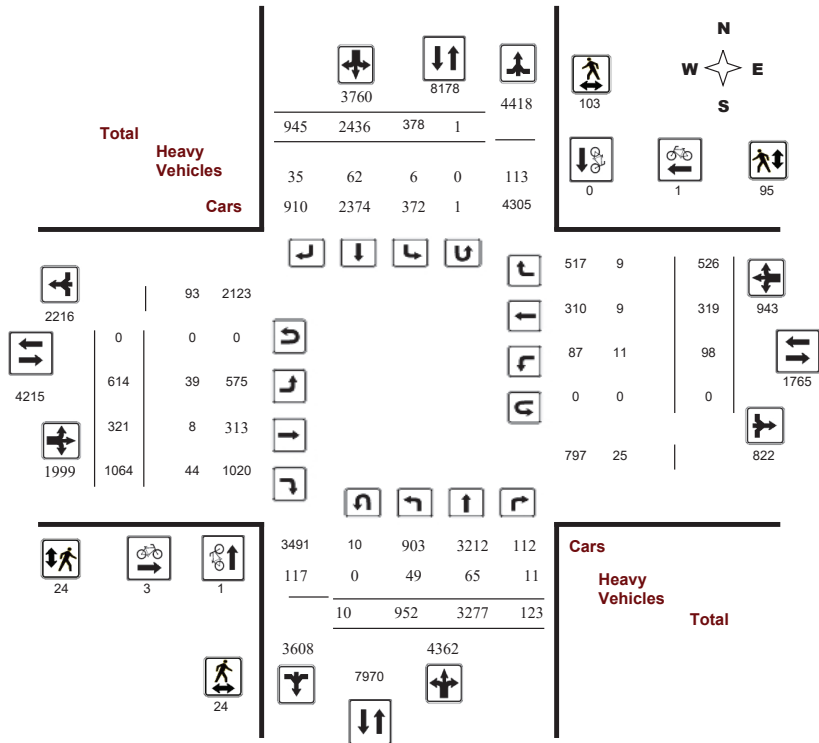 N
W E
S
3760
8178
4418
103
945 2436 378 1
Total
Heavy
Vehicles
35 62 6 0 113
Cars
910 2374 372 1 4305
0 1 95
517 9 526
2216
93 2123
310 9 319
943
0 0 0
87 11 98
4215
614 39 575
1765
0 0 0
321 8 313
1999
1064 44 1020
797 25
822
3491 10 903 3212 112
Cars
117 0 49 65 11
Heavy
Vehicles
24 3 1
10 952 3277 123
Total
3608
4362
7970
24